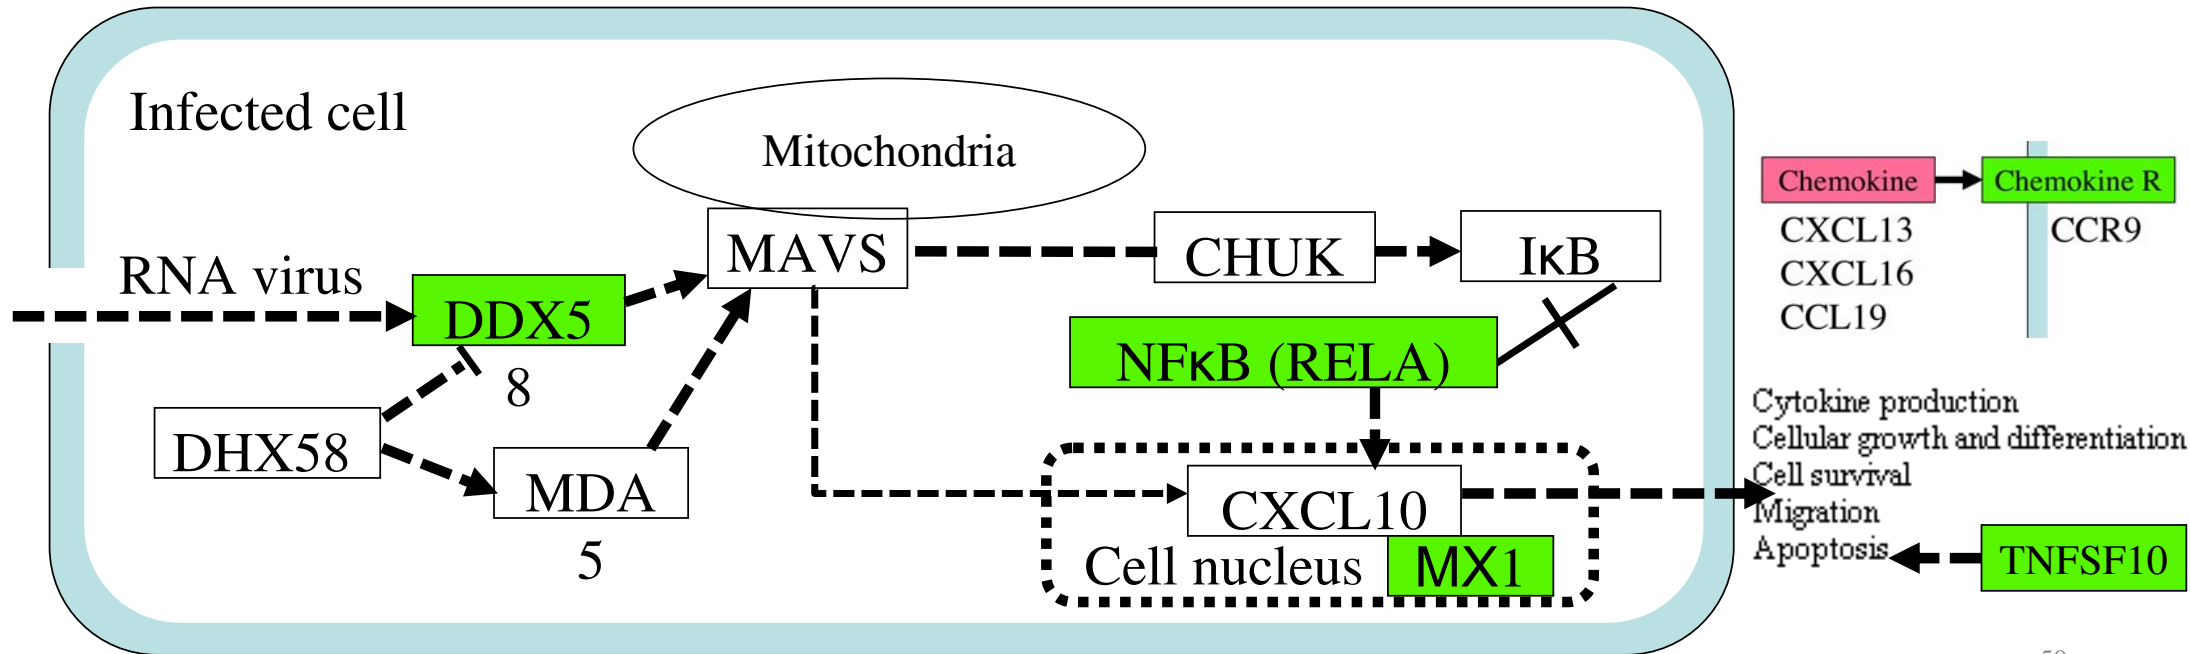 Infected cell
Mitochondria
RNA virus
DDX5
8
MAVS
CHUK
IκB
NFκB (RELA)
DHX58
MDA
5
CXCL10
Cell nucleus
MX1
Chemokine
Chemokine R
CXCL13
CXCL16
CCL19
CCR9
Cytokine production
Cellular growth and differentiation
Cell survival
Migration
Apoptosis
TNFSF10